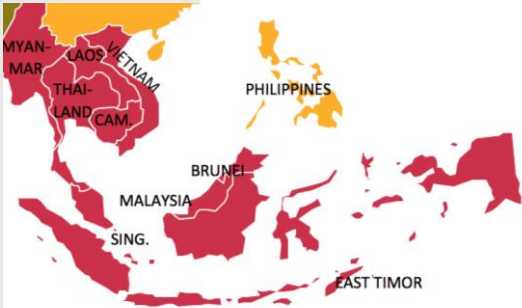 MYAN-
MAR
LAOS
VIETNAM
THAI-
LAND
CAM.
PHILIPPINES
BRUNEI
MALAYSIA
SING.
EAST TIMOR